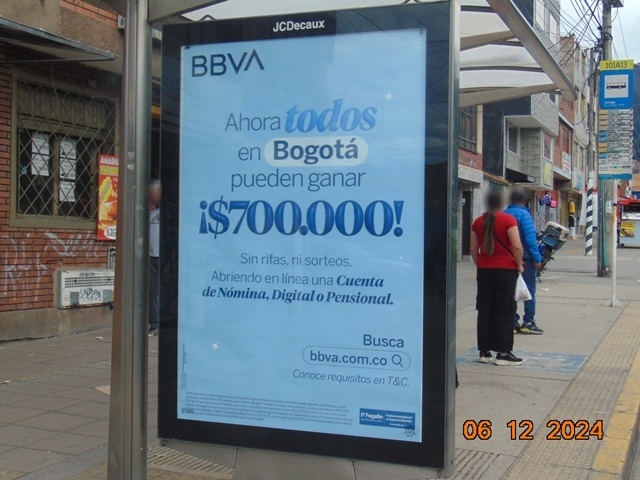 JCDecaux
BBVA
Ahora todos
en Bogotá
pueden ganar
¡$700.000!
Sin rifas, ni sorteos.
Abriendo en línea una Cuenta
de Nómina, Digital o Pensional.
Busca
bbva.com.co
Conoce requisitos en T&C.
Fogafín
101A13
06 12 2024